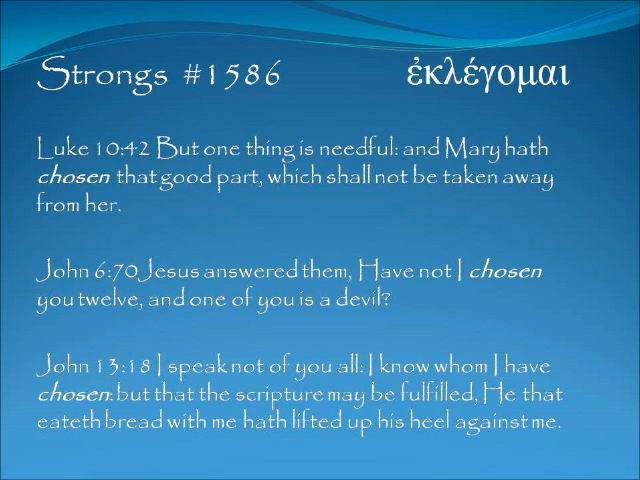 Strongs #1586 ἐκλέγομαι
Luke 10:42 But one thing is needful: and Mary hath
chosen that good part, which shall not be taken away
from her.
John 6:70 Jesus answered them, Have not I chosen
you twelve, and one of you is a devil?
John 13:18 I speak not of you all: I know whom I have
chosen: but that the scripture may be fulfilled, He that
eateth bread with me hath lifted up his heel against me.